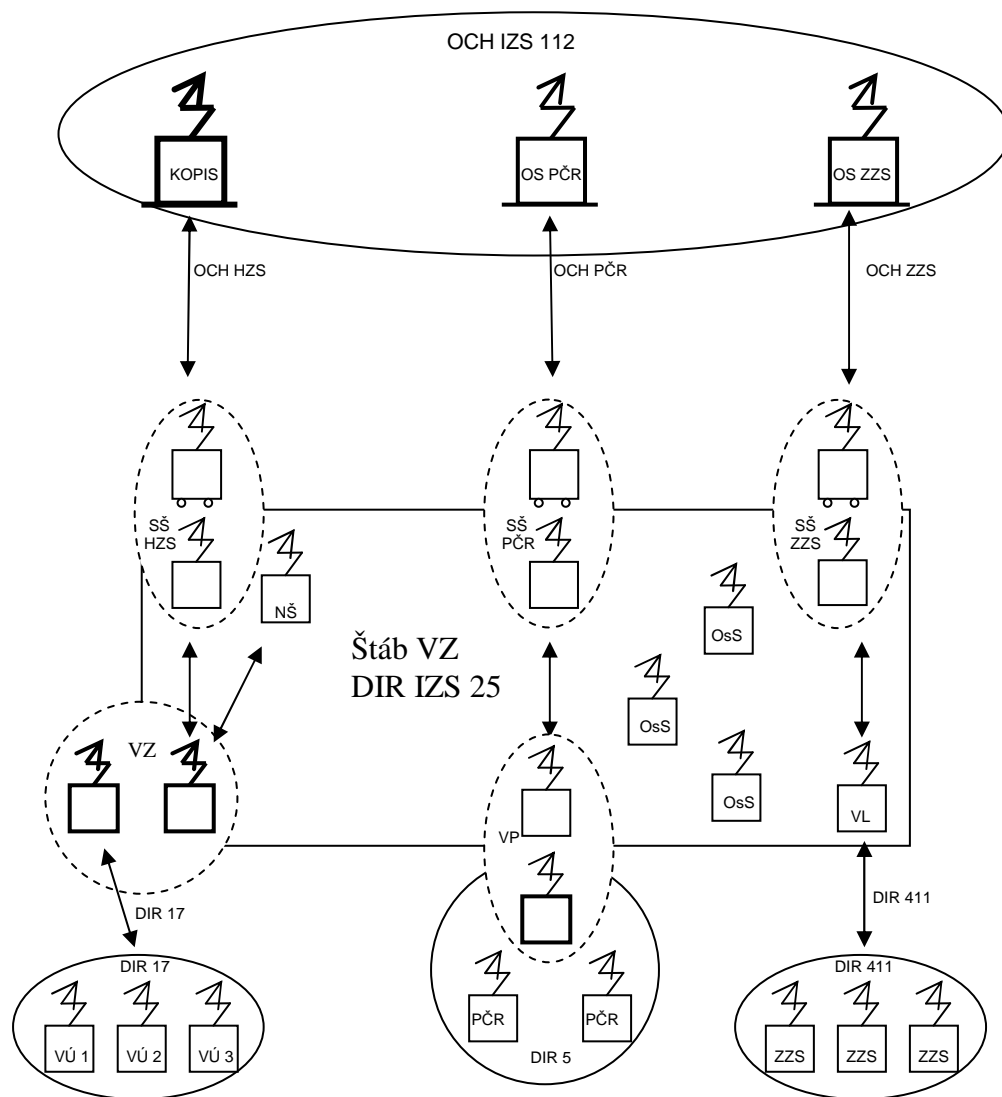 OCH IZS 112
KOPIS
OS PČR
OS ZZS
OCH HZS
OCH PČR
OCH ZZS
SŠ
HZS
SŠ
PČR
SŠ
ZZS
NŠ
OsS
Štáb VZ
DIR IZS 25
OsS
VZ
OsS
VL
VP
DIR 17
DIR 411
DIR 17
DIR 411
PČR
PČR
VÚ 1
VÚ 2
VÚ 3
DIR 5
ZZS
ZZS
ZZS